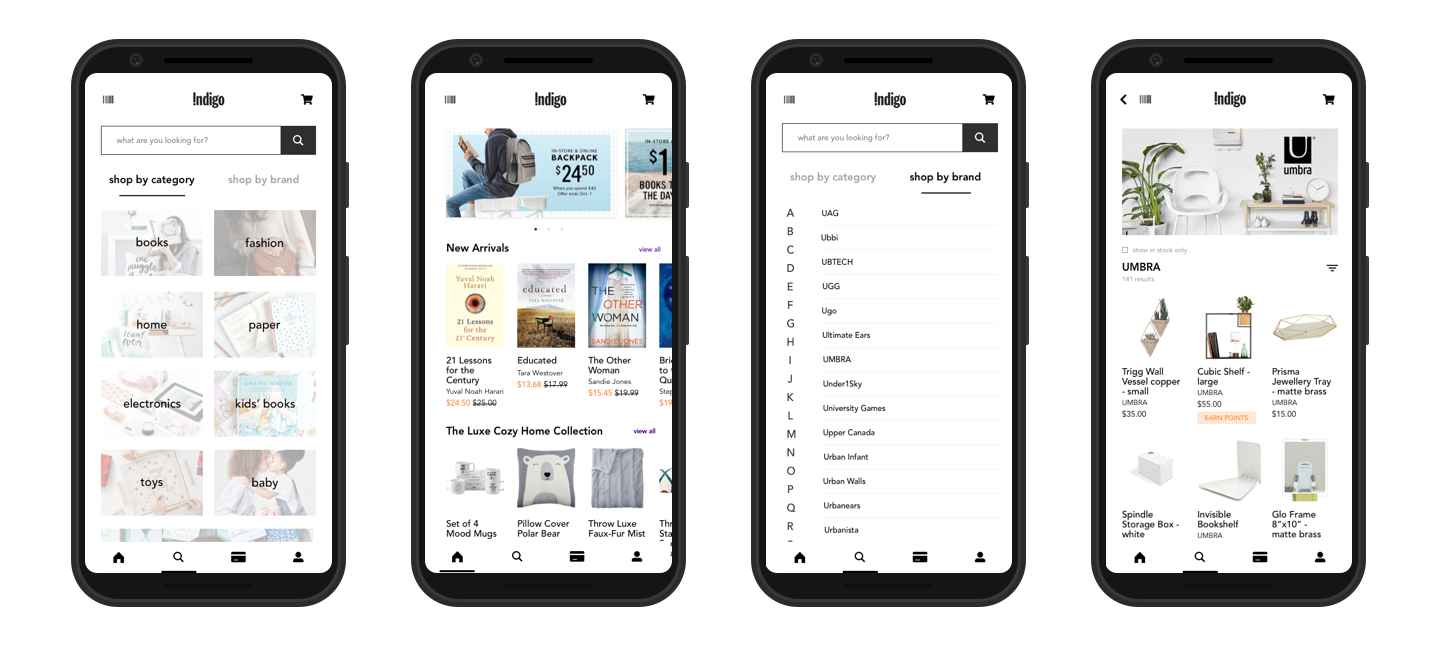 !ndigo
what are you looking for?
shop by category
shop by brand
books
fashion
home
paper
electronics
kids' books
toys
baby
!ndigo
IN-STORE & ONLINE
BACKPACK
$24.50
When you spend $40
Offer ends Oct. 1
IN-STORE &
$1
BOOKS T
THE DAY
New Arrivals
view all
Yuval Noah
Harari
21 Lessons
for the
21st Century
educated
TARA WESTOVER
THE
OTHER
WOMAN
SANDIE JONES
21 Lessons
for the
Century
Yuval Noah Harari
$24.50 $25.00
Educated
Tara Westover
$13.68 $17.99
The Other
Woman
Sandie Jones
$15.45 $19.99
Bri
to t
Qu
Step
$19
The Luxe Cozy Home Collection
view all
Set of 4
Mood Mugs
Pillow Cover
Polar Bear
Throw Luxe
Faux-Fur Mist
Thr
Sta
!ndigo
what are you looking for?
shop by category
shop by brand
A
B
C
D
E
F
G
H
I
J
K
L
M
N
O
P
Q
R
UAG
Ubbi
UBTECH
UGG
Ugo
Ultimate Ears
UMBRA
Under1Sky
University Games
Upper Canada
Urban Infant
Urban Walls
Urbanears
Urbanista
!ndigo
umbra
show in stock only
UMBRA
141 results
Trigg Wall
Vessel copper
- small
UMBRA
$35.00
Cubic Shelf -
large
UMBRA
$55.00
EARN POINTS
Prisma
Jewellery Tray
- matte brass
UMBRA
$15.00
Spindle
Storage Box -
white
Invisible
Bookshelf
UMBRA
Glo Frame
8"x10" -
matte brass